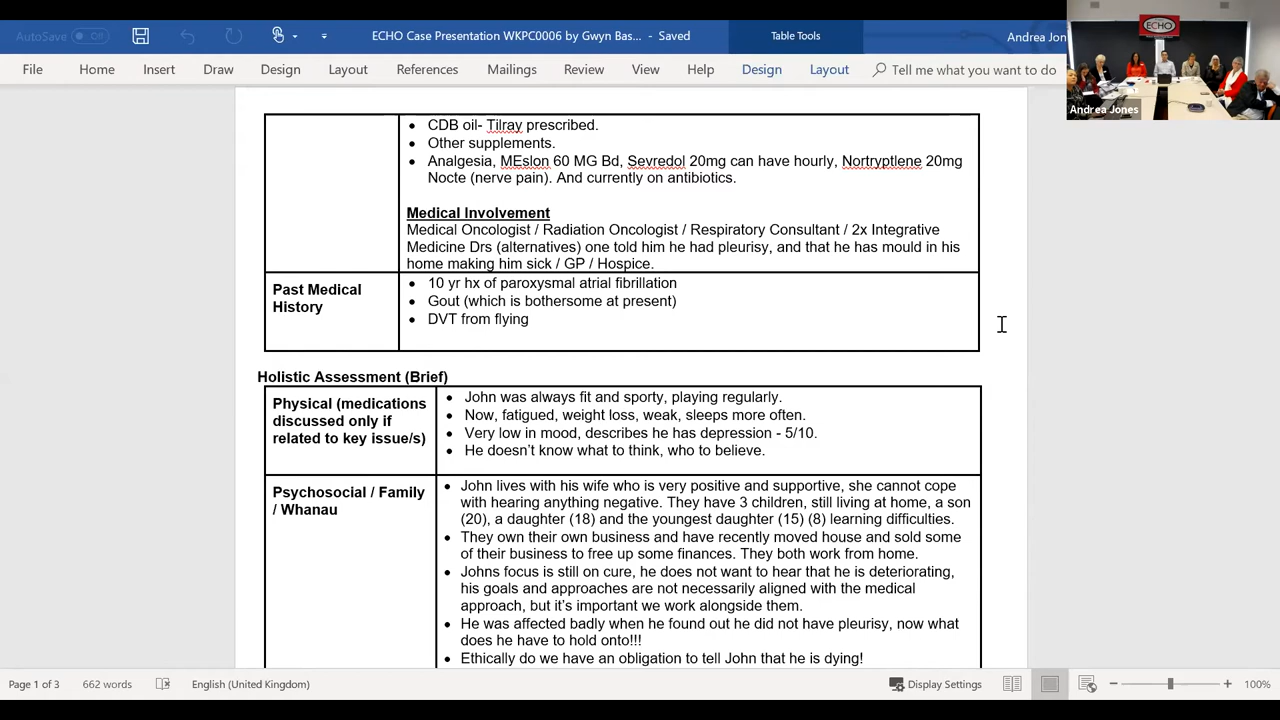 AutoSave Off
ECHO Case Presentation WKPC0006 by Gwyn Bas... - Saved
Table Tools
Andrea Jon
ECHO
Andrea Jones
File Home Insert Draw Design Layout References Mailings Review View Help Design Layout Tell me what you want to do
CDB oil- Tilray prescribed.
Other supplements.
Analgesia, MEslon 60 MG Bd, Sevredol 20mg can have hourly, Nortryptlene 20mg
Nocte (nerve pain). And currently on antibiotics.
Medical Involvement
Medical Oncologist / Radiation Oncologist / Respiratory Consultant / 2x Integrative
Medicine Drs (alternatives) one told him he had pleurisy, and that he has mould in his
home making him sick / GP / Hospice.
Past Medical
History
10 yr hx of paroxysmal atrial fibrillation
Gout (which is bothersome at present)
DVT from flying
Holistic Assessment (Brief)
Physical (medications
discussed only if
related to key issue/s)
John was always fit and sporty, playing regularly.
Now, fatigued, weight loss, weak, sleeps more often.
Very low in mood, describes he has depression - 5/10.
He doesn't know what to think, who to believe.
Psychosocial / Family
/ Whanau
John lives with his wife who is very positive and supportive, she cannot cope
with hearing anything negative. They have 3 children, still living at home, a son
(20), a daughter (18) and the youngest daughter (15) (8) learning difficulties.
They own their own business and have recently moved house and sold some
of their business to free up some finances. They both work from home.
Johns focus is still on cure, he does not want to hear that he is deteriorating,
his goals and approaches are not necessarily aligned with the medical
approach, but it's important we work alongside them.
He was affected badly when he found out he did not have pleurisy, now what
does he have to hold onto!!!
Ethically do we have an obligation to tell John that he is dying!
Page 1 of 3 662 words English (United Kingdom) Display Settings 100%